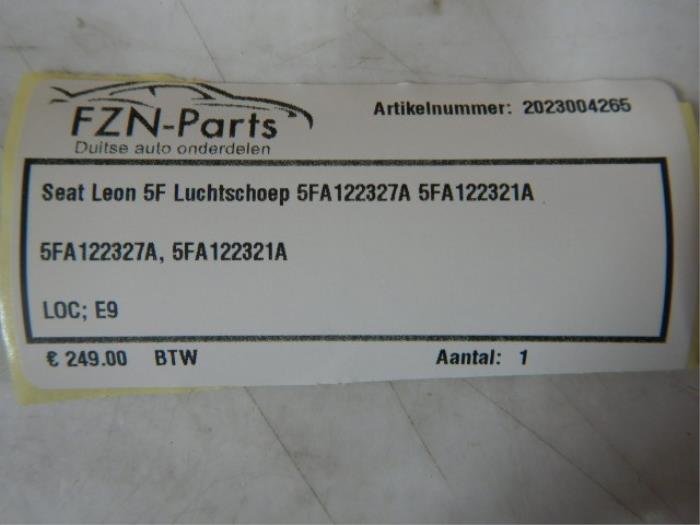 FZN-Parts
Duitse auto onderdelen
Artikelnummer: 2023004265
Seat Leon 5F Luchtschoep 5FA122327A 5FA122321A
5FA122327A, 5FA122321A
LOC; E9
€ 249.00 BTW Aantal: 1